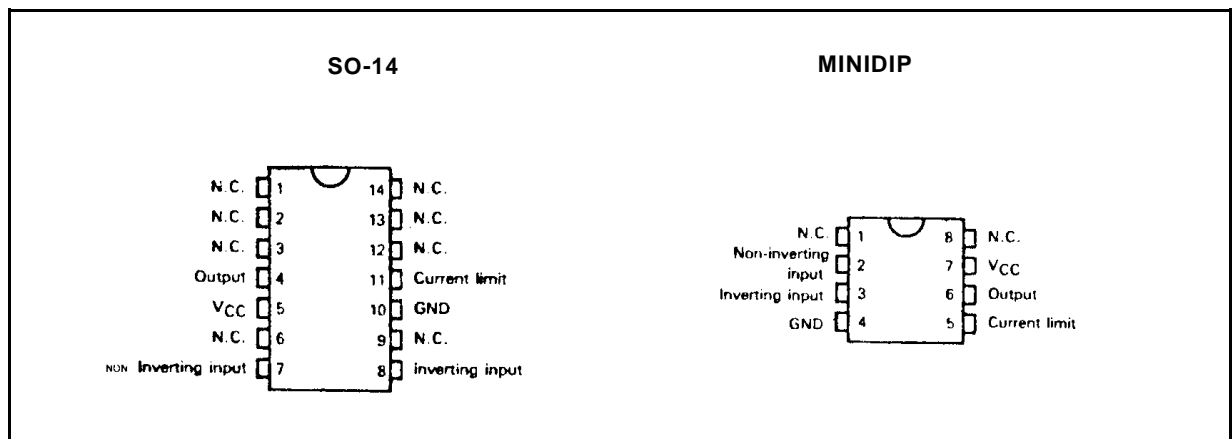 SO-14
N.C. 1 14 N.C.
N.C. 2 13 N.C.
N.C. 3 12 N.C.
Output 4 11 Current limit
VCC 5 10 GND
N.C. 6 9 N.C.
NON Inverting input 7 8 inverting input
MINIDIP
N.C. 1 8 N.C.
Non-inverting
input 2 7 VCC
Inverting input 3 6 Output
GND 4 5 Current limit